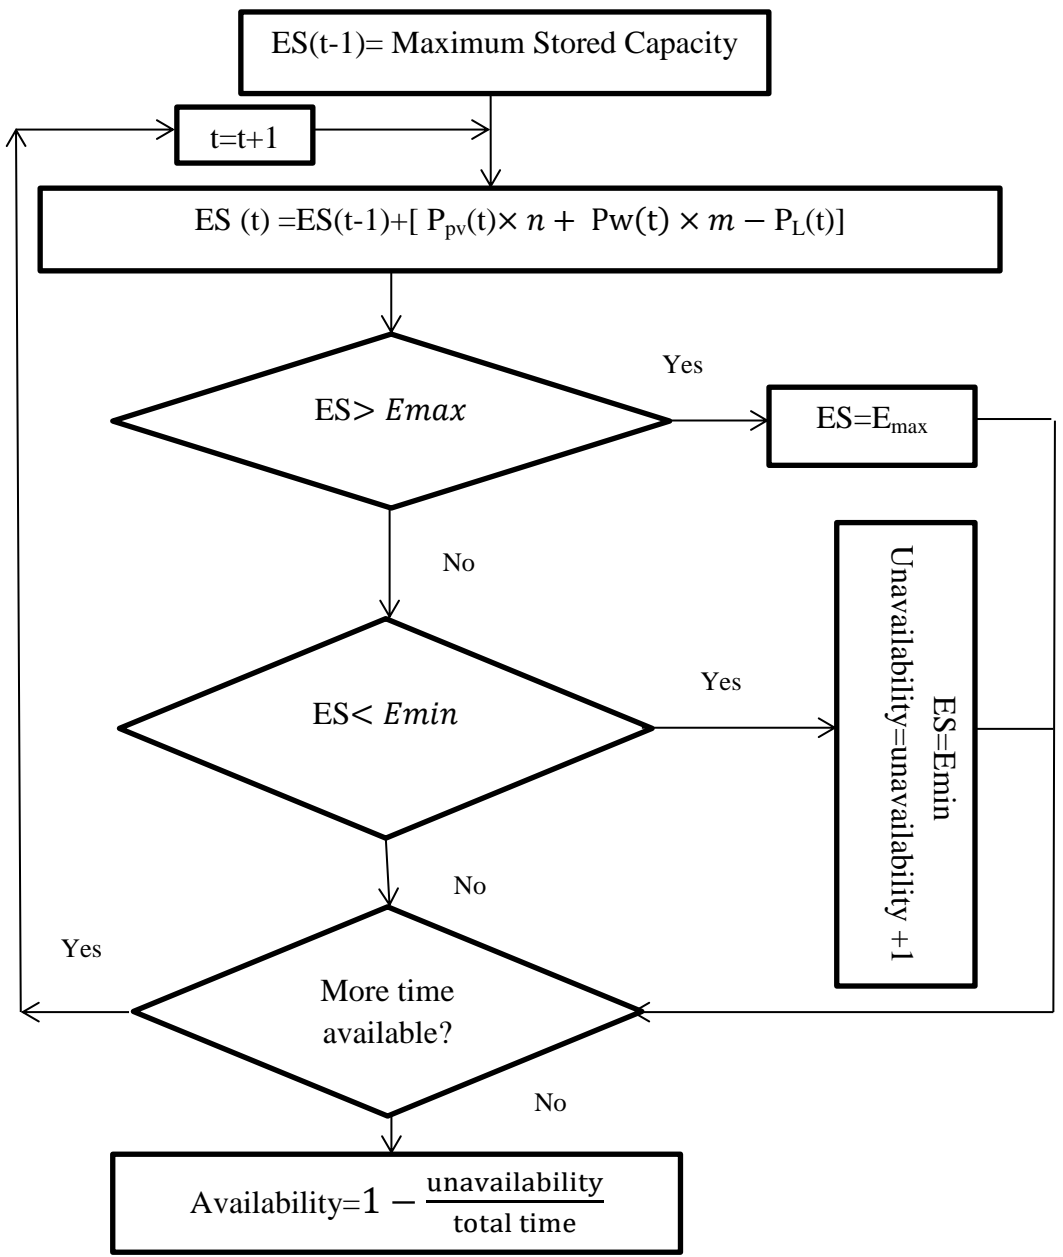 ES(t-1)= Maximum Stored Capacity
t=t+1
ES (t) =ES(t-1)+[ Ppv(t)× n + Pw(t) × m − PL(t)]
Yes
ES> Emax
ES=Emax
No
Yes
ES< Emin
ES=Emin
Unavailability=unavailability +1
No
Yes
More time
available?
No
Availability=1 − unavailability/total time